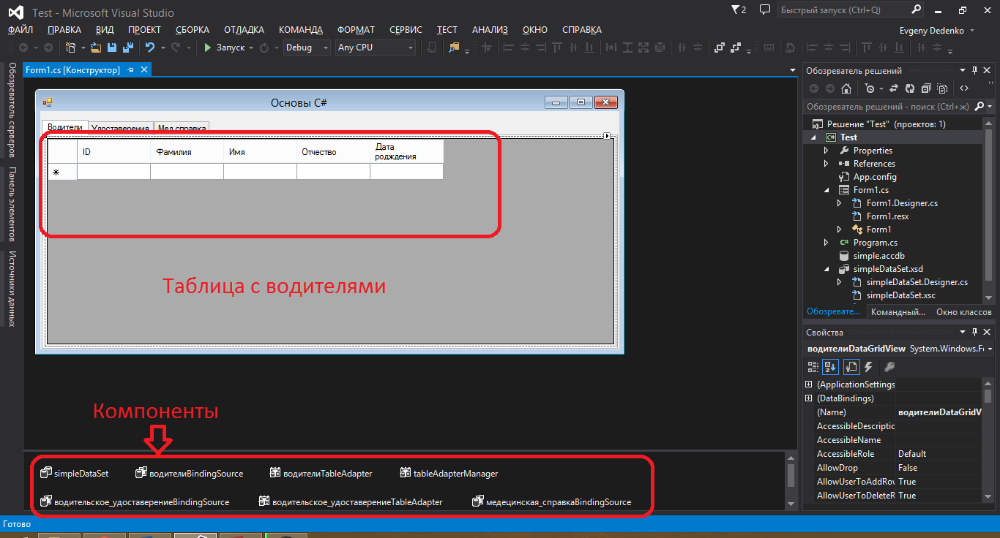 Test - Microsoft Visual Studio
2
Быстрый запуск (Ctrl+Q)
ФАЙЛ ПРАВКА ВИД ПРОЕКТ СБОРКА ОТЛАДКА КОМАНДА ФОРМАТ СЕРВИС ТЕСТ АНАЛИЗ ОКНО СПРАВКА
Evgeny Dedenko
Запуск Debug Any CPU
Обозреватель серверов
Панель элементов
Источники данных
Form1.cs [Конструктор]
Основы C#
Водители Удостоверения Мед.справка
ID Фамилия Имя Отчество Дата
родждения
Таблица с водителями
Компоненты
simpleDataSet водителиBindingSource водителиTableAdapter tableAdapterManager
водительское_удостоверениеBindingSource водительское_удостоверениеTableAdapter медецинская_справкаBindingSource
Обозреватель решений
Обозреватель решений - поиск (Ctrl+ж)
Решение "Test" (проектов: 1)
C# Test
Properties
References
App.config
Form1.cs
Form1.Designer.cs
Form1.resx
Form1
C# Program.cs
simple.accdb
simpleDataSet.xsd
simpleDataSet.Designer.cs
simpleDataSet.xsc
Обозревате... Командный... Окно классов
Свойства
водителиDataGridView System.Windows.F
(ApplicationSettings
(DataBindings)
(Name) водителиDataGridV
AccessibleDescriptic
AccessibleName
AccessibleRole Default
AllowDrop False
AllowUserToAddRov True
AllowUserToDeleteR True
Готово